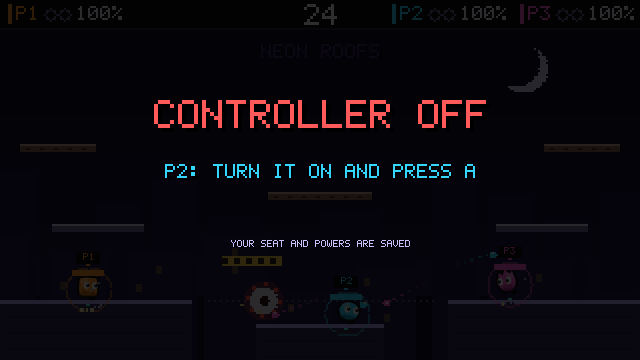 P1 100% 24 P2 100% P3 100%
NEON ROOFS
CONTROLLER OFF
P2: TURN IT ON AND PRESS A
YOUR SEAT AND POWERS ARE SAVED
P3
P1
P2